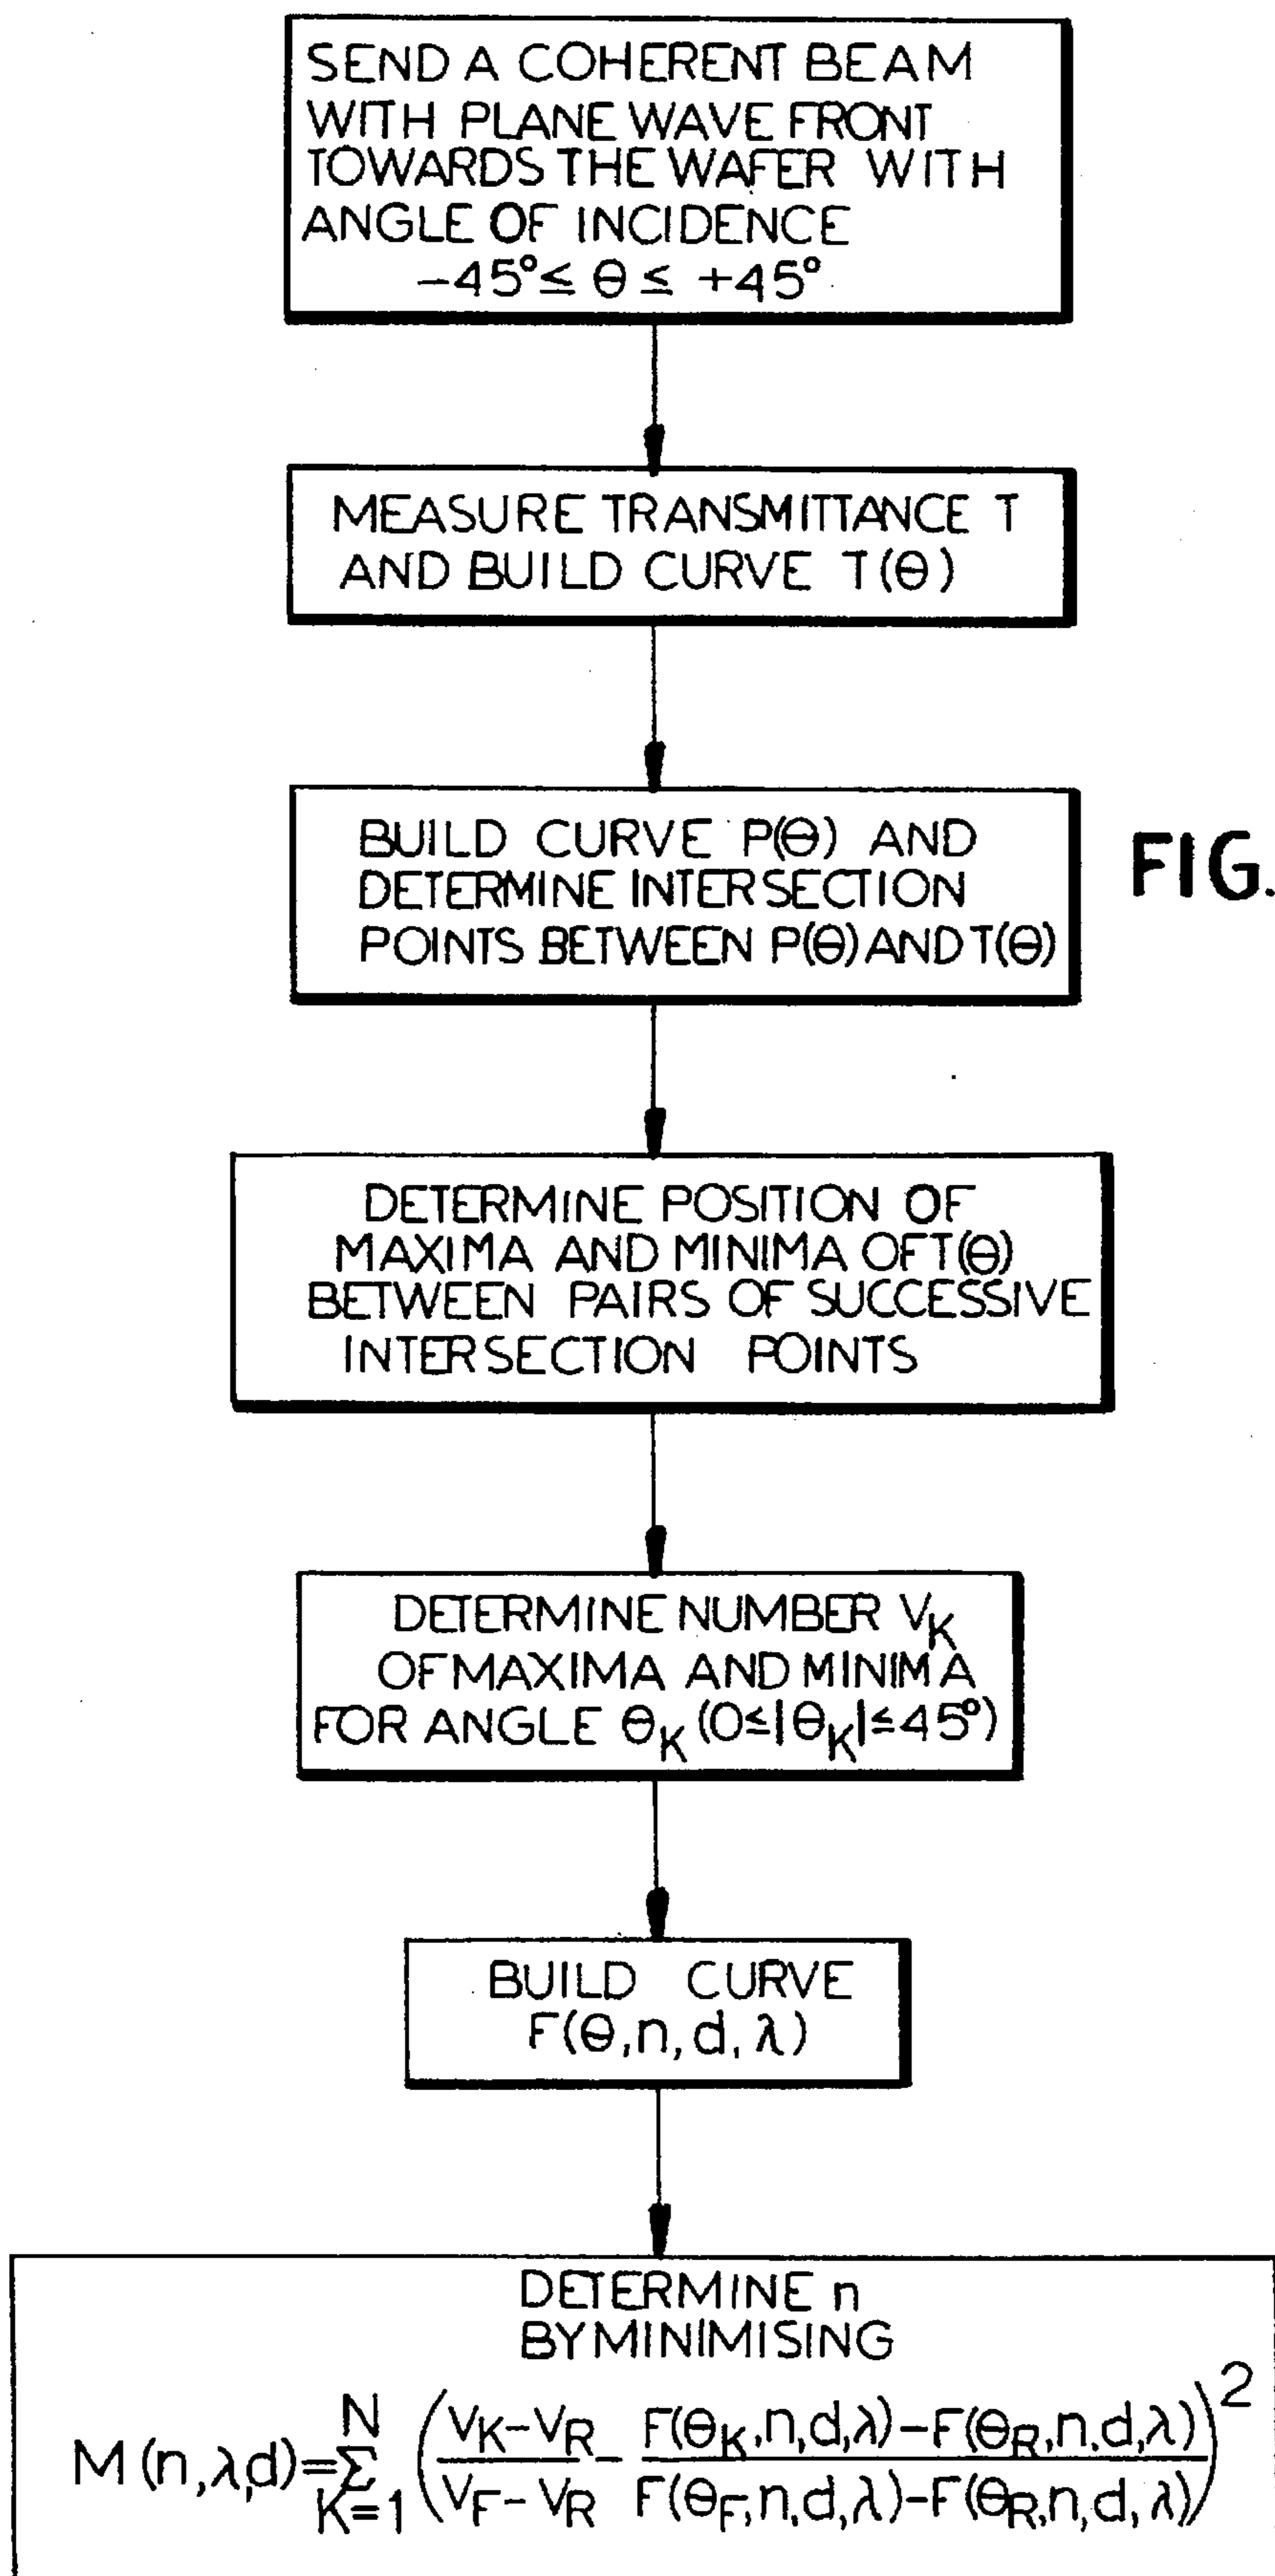 SEND A COHERENT BEAM
WITH PLANE WAVE FRONT
TOWARDS THE WAFER WITH
ANGLE OF INCIDENCE
−45° ≤ θ ≤ +45°
MEASURE TRANSMITTANCE T
AND BUILD CURVE T(θ)
BUILD CURVE P(θ) AND
DETERMINE INTERSECTION
POINTS BETWEEN P(θ) AND T(θ)
FIG.
DETERMINE POSITION OF
MAXIMA AND MINIMA OF T(θ)
BETWEEN PAIRS OF SUCCESSIVE
INTERSECTION POINTS
DETERMINE NUMBER V_K
OF MAXIMA AND MINIMA
FOR ANGLE θ_K (0≤|θ_K|≤45°)
BUILD CURVE
F(θ,n,d,λ)
DETERMINE n
BY MINIMISING
M(n,λ,d)=∑_{K=1}^{N} ((V_K−V_R)/(V_F−V_R) − (F(θ_K,n,d,λ)−F(θ_R,n,d,λ))/(F(θ_F,n,d,λ)−F(θ_R,n,d,λ)))^2